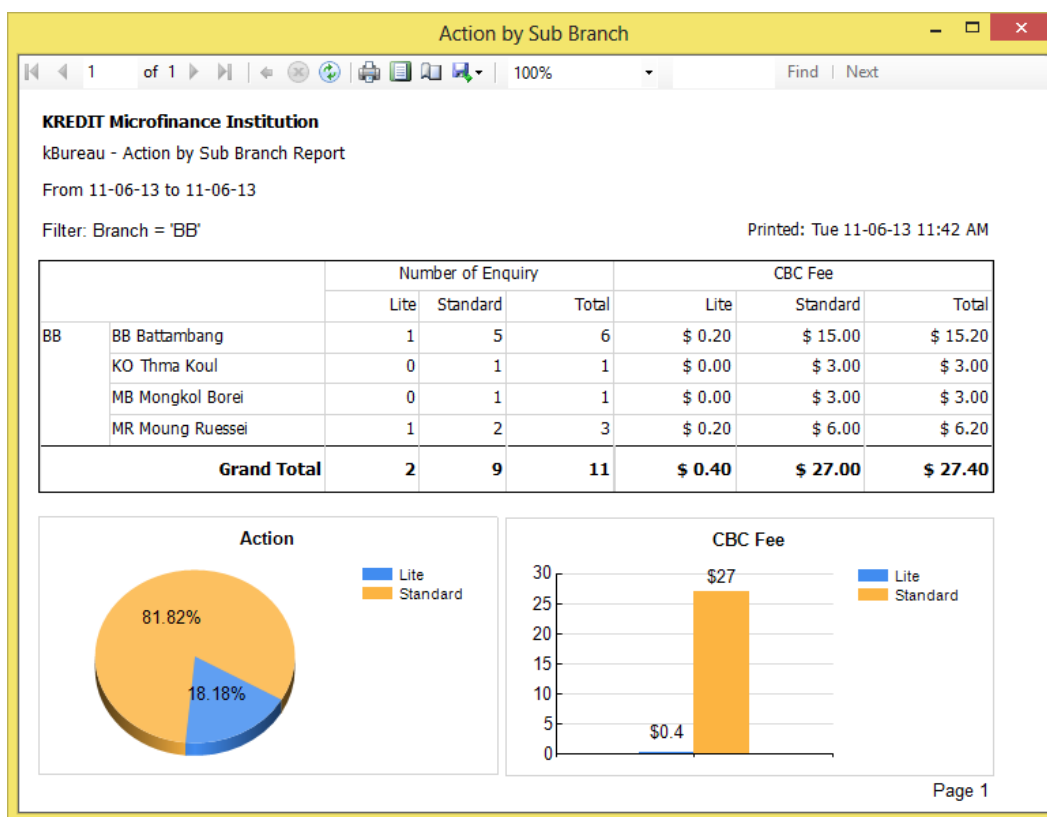 Action by Sub Branch
1 of 1 100% Find | Next
KREDIT Microfinance Institution
kBureau - Action by Sub Branch Report
From 11-06-13 to 11-06-13
Filter: Branch = 'BB' Printed: Tue 11-06-13 11:42 AM
Number of Enquiry CBC Fee
Lite Standard Total Lite Standard Total
BB BB Battambang 1 5 6 $ 0.20 $ 15.00 $ 15.20
KO Thma Koul 0 1 1 $ 0.00 $ 3.00 $ 3.00
MB Mongkol Borei 0 1 1 $ 0.00 $ 3.00 $ 3.00
MR Moung Ruessei 1 2 3 $ 0.20 $ 6.00 $ 6.20
Grand Total 2 9 11 $ 0.40 $ 27.00 $ 27.40
Action
Lite
Standard
81.82%
18.18%
CBC Fee
30
25
20
15
10
5
0
$27
$0.4
Lite
Standard
Page 1